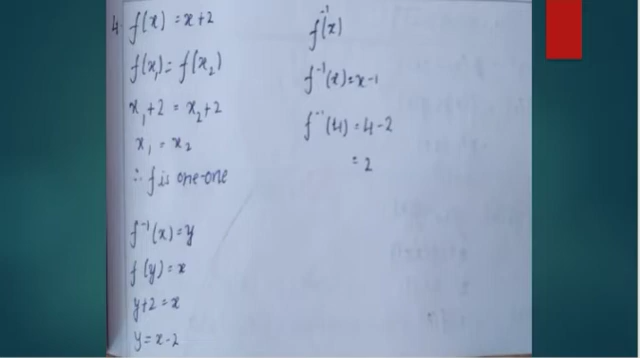 4. f(x) = x+2
f(x₁) = f(x₂)
x₁+2 = x₂+2
x₁ = x₂
∴ f is one-one
f⁻¹(x) = y
f(y) = x
y+2 = x
y = x-2
f⁻¹(x)
f⁻¹(x) = x-1
f⁻¹(4) = 4-2
= 2